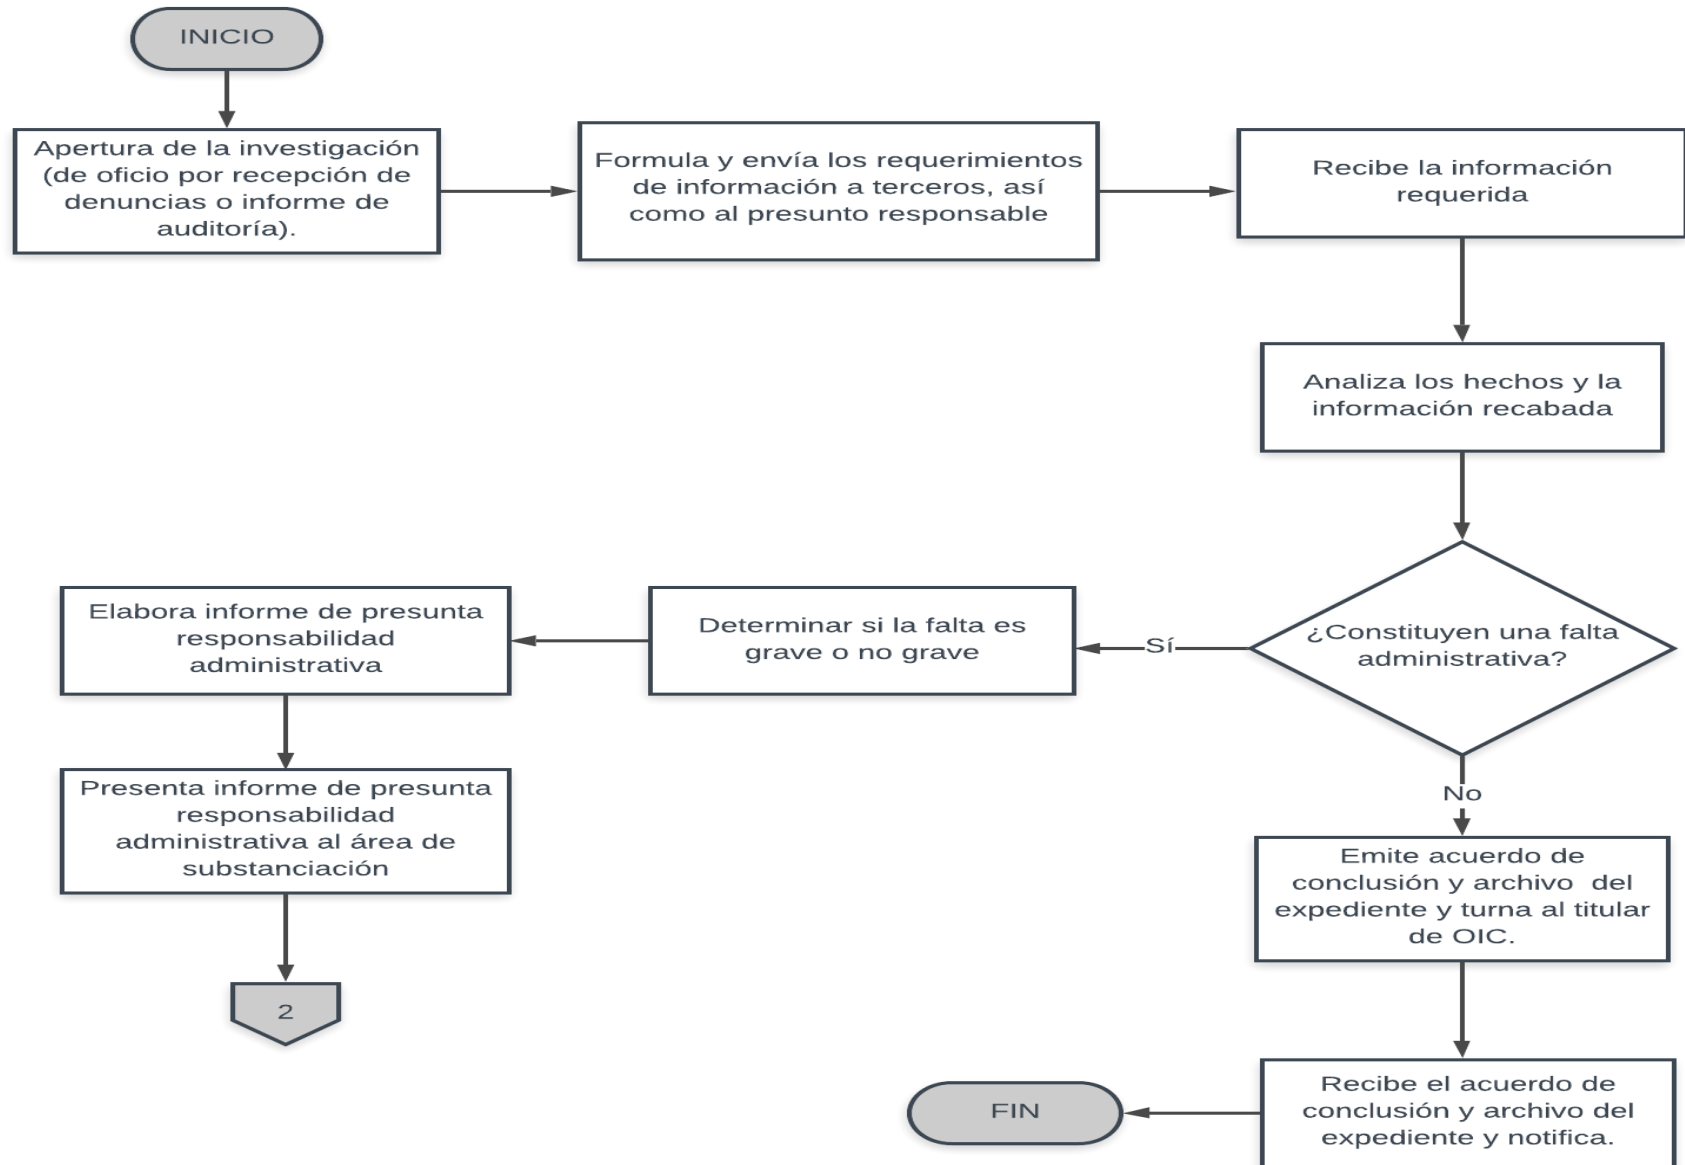 INICIO
Apertura de la investigación
(de oficio por recepción de
denuncias o informe de
auditoría).
Formula y envía los requerimientos
de información a terceros, así
como al presunto responsable
Recibe la información
requerida
Analiza los hechos y la
información recabada
¿Constituyen una falta
administrativa?
Sí
Determinar si la falta es
grave o no grave
Elabora informe de presunta
responsabilidad
administrativa
Presenta informe de presunta
responsabilidad
administrativa al área de
substanciación
2
No
Emite acuerdo de
conclusión y archivo  del
expediente y turna al titular
de OIC.
Recibe el acuerdo de
conclusión y archivo del
expediente y notifica.
FIN